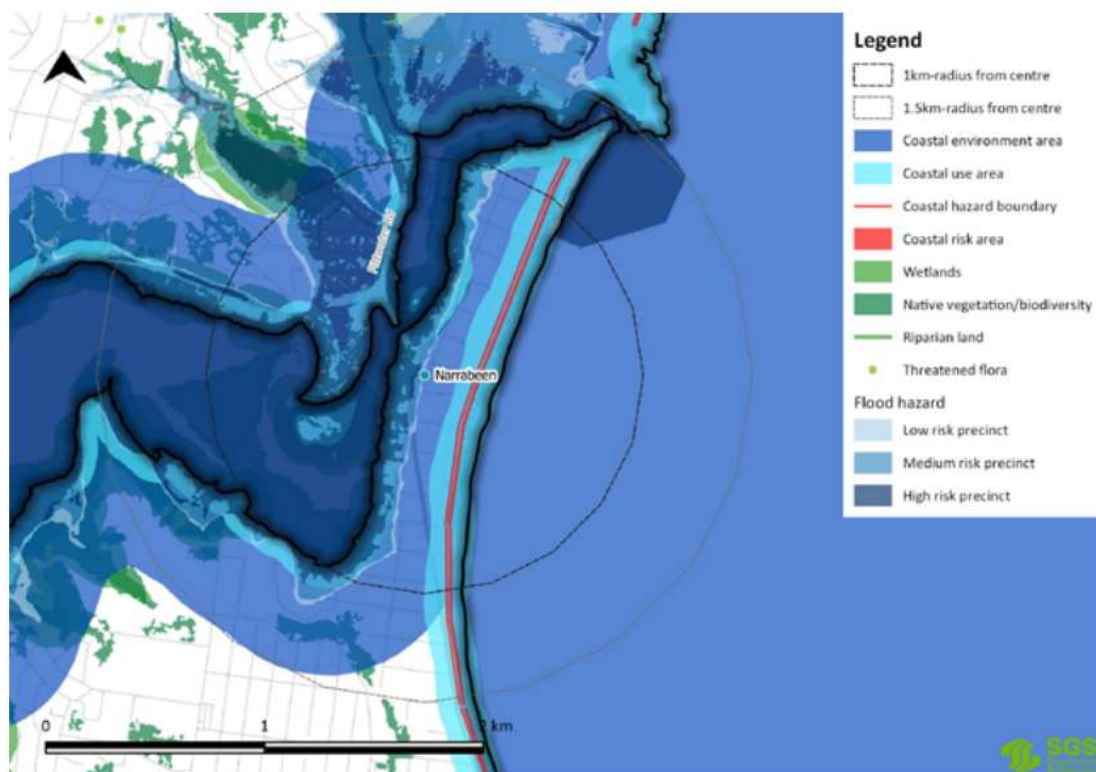 Legend
1km-radius from centre
1.5km-radius from centre
Coastal environment area
Coastal use area
Coastal hazard boundary
Coastal risk area
Wetlands
Native vegetation/biodiversity
Riparian land
Threatened flora
Flood hazard
Low risk precinct
Medium risk precinct
High risk precinct
Narrabeen
0
1
2 km
SGS